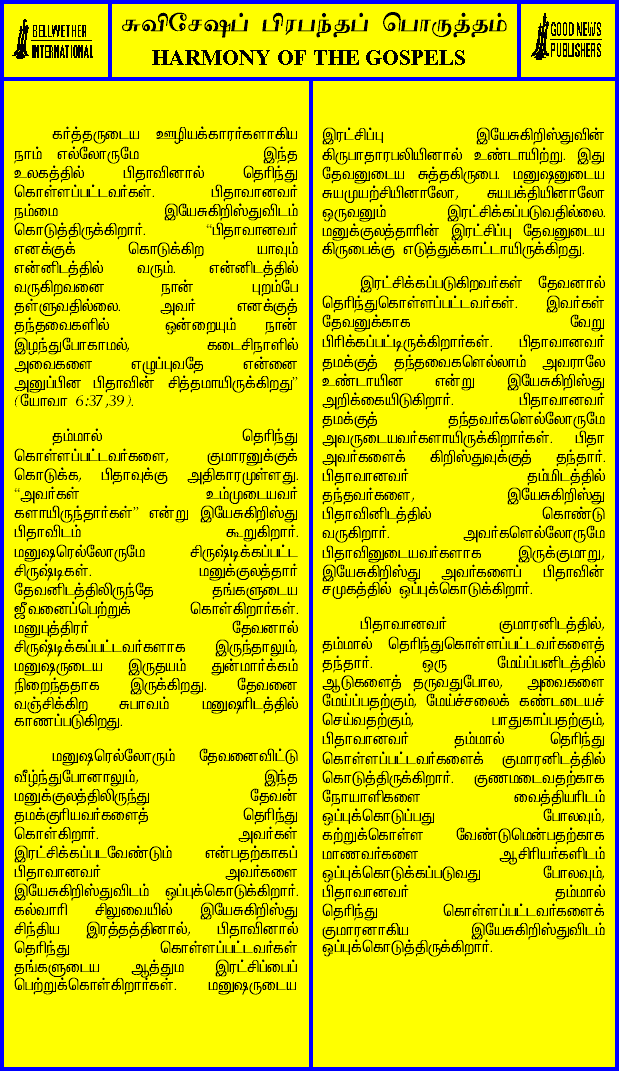 BELLWETHER
INTERNATIONAL
சுவிசேஷப் பிரபந்தப் பொருத்தம்
HARMONY OF THE GOSPELS
GOOD NEWS
PUBLISHERS
கர்த்தருடைய ஊழியக்காரர்களாகிய
நாம் எல்லோருமே இந்த
உலகத்தில் பிதாவினால் தெரிந்து
கொள்ளப்பட்டவர்கள். பிதாவானவர்
நம்மை இயேசுகிறிஸ்துவிடம்
கொடுத்திருக்கிறார். “பிதாவானவர்
எனக்குக் கொடுக்கிற யாவும்
என்னிடத்தில் வரும். என்னிடத்தில்
வருகிறவனை நான் புறம்பே
தள்ளுவதில்லை. அவர் எனக்குத்
தந்தவைகளில் ஒன்றையும் நான்
இழந்துபோகாமல், கடைசிநாளில்
அவைகளை எழுப்புவதே என்னை
அனுப்பின பிதாவின் சித்தமாயிருக்கிறது”
(யோவா 6:37,39).
தம்மால் தெரிந்து
கொள்ளப்பட்டவர்களை, குமாரனுக்குக்
கொடுக்க, பிதாவுக்கு அதிகாரமுள்ளது.
“அவர்கள் உம்முடையவர்
களாயிருந்தார்கள்” என்று இயேசுகிறிஸ்து
பிதாவிடம் கூறுகிறார்.
மனுஷரெல்லோருமே சிருஷ்டிக்கப்பட்ட
சிருஷ்டிகள். மனுக்குலத்தார்
தேவனிடத்திலிருந்தே தங்களுடைய
ஜீவனைப்பெற்றுக் கொள்கிறார்கள்.
மனுபுத்திரர் தேவனால்
சிருஷ்டிக்கப்பட்டவர்களாக இருந்தாலும்,
மனுஷருடைய இருதயம் துன்மார்க்கம்
நிறைந்ததாக இருக்கிறது. தேவனை
வஞ்சிக்கிற சுபாவம் மனுஷரிடத்தில்
காணப்படுகிறது.
மனுஷரெல்லோரும் தேவனைவிட்டு
வீழ்ந்துபோனாலும், இந்த
மனுக்குலத்திலிருந்து தேவன்
தமக்குரியவர்களைத் தெரிந்து
கொள்கிறார். அவர்கள்
இரட்சிக்கப்படவேண்டும் என்பதற்காகப்
பிதாவானவர் அவர்களை
இயேசுகிறிஸ்துவிடம் ஒப்புக்கொடுக்கிறார்.
கல்வாரி சிலுவையில் இயேசுகிறிஸ்து
சிந்திய இரத்தத்தினால், பிதாவினால்
தெரிந்து கொள்ளப்பட்டவர்கள்
தங்களுடைய ஆத்தும இரட்சிப்பைப்
பெற்றுக்கொள்கிறார்கள். மனுஷருடைய
இரட்சிப்பு இயேசுகிறிஸ்துவின்
கிருபாதாரபலியினால் உண்டாயிற்று. இது
தேவனுடைய சுத்தகிருபை. மனுஷனுடைய
சுயமுயற்சியினாலோ, சுயபக்தியினாலோ
ஒருவனும் இரட்சிக்கப்படுவதில்லை.
மனுக்குலத்தாரின் இரட்சிப்பு தேவனுடைய
கிருபைக்கு எடுத்துக்காட்டாயிருக்கிறது.
இரட்சிக்கப்படுகிறவர்கள் தேவனால்
தெரிந்துகொள்ளப்பட்டவர்கள். இவர்கள்
தேவனுக்காக வேறு
பிரிக்கப்பட்டிருக்கிறார்கள். பிதாவானவர்
தமக்குத் தந்தவைகளெல்லாம் அவராலே
உண்டாயின என்று இயேசுகிறிஸ்து
அறிக்கையிடுகிறார். பிதாவானவர்
தமக்குத் தந்தவர்களெல்லோருமே
அவருடையவர்களாயிருக்கிறார்கள். பிதா
அவர்களைக் கிறிஸ்துவுக்குத் தந்தார்.
பிதாவானவர் தம்மிடத்தில்
தந்தவர்களை, இயேசுகிறிஸ்து
பிதாவினிடத்தில் கொண்டு
வருகிறார். அவர்களெல்லோருமே
பிதாவினுடையவர்களாக இருக்குமாறு,
இயேசுகிறிஸ்து அவர்களைப் பிதாவின்
சமுகத்தில் ஒப்புக்கொடுக்கிறார்.
பிதாவானவர் குமாரனிடத்தில்,
தம்மால் தெரிந்துகொள்ளப்பட்டவர்களைத்
தந்தார். ஒரு மேய்ப்பனிடத்தில்
ஆடுகளைத் தருவதுபோல, அவைகளை
மேய்ப்பதற்கும், மேய்ச்சலைக் கண்டடையச்
செய்வதற்கும், பாதுகாப்பதற்கும்,
பிதாவானவர் தம்மால் தெரிந்து
கொள்ளப்பட்டவர்களைக் குமாரனிடத்தில்
கொடுத்திருக்கிறார். குணமடைவதற்காக
நோயாளிகளை வைத்தியரிடம்
ஒப்புக்கொடுப்பது போலவும்,
கற்றுக்கொள்ள வேண்டுமென்பதற்காக
மாணவர்களை ஆசிரியர்களிடம்
ஒப்புக்கொடுக்கப்படுவது போலவும்,
பிதாவானவர் தம்மால்
தெரிந்து கொள்ளப்பட்டவர்களைக்
குமாரனாகிய இயேசுகிறிஸ்துவிடம்
ஒப்புக்கொடுத்திருக்கிறார்.